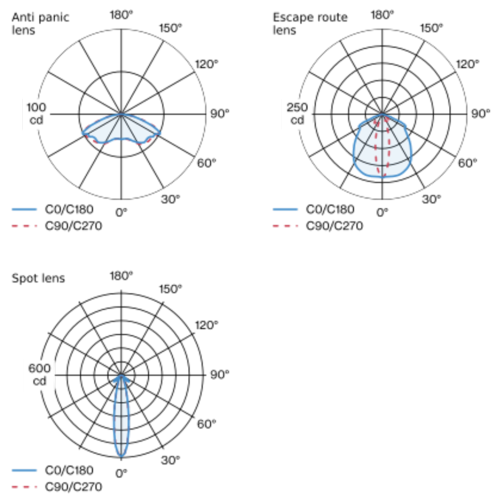 Anti panic
lens
180°
150°
120°
100
cd
90°
60°
30°
0°
C0/C180
C90/C270
Escape route
lens
180°
150°
120°
250
cd
90°
60°
30°
0°
C0/C180
C90/C270
Spot lens
180°
150°
120°
600
cd
90°
60°
30°
0°
C0/C180
C90/C270